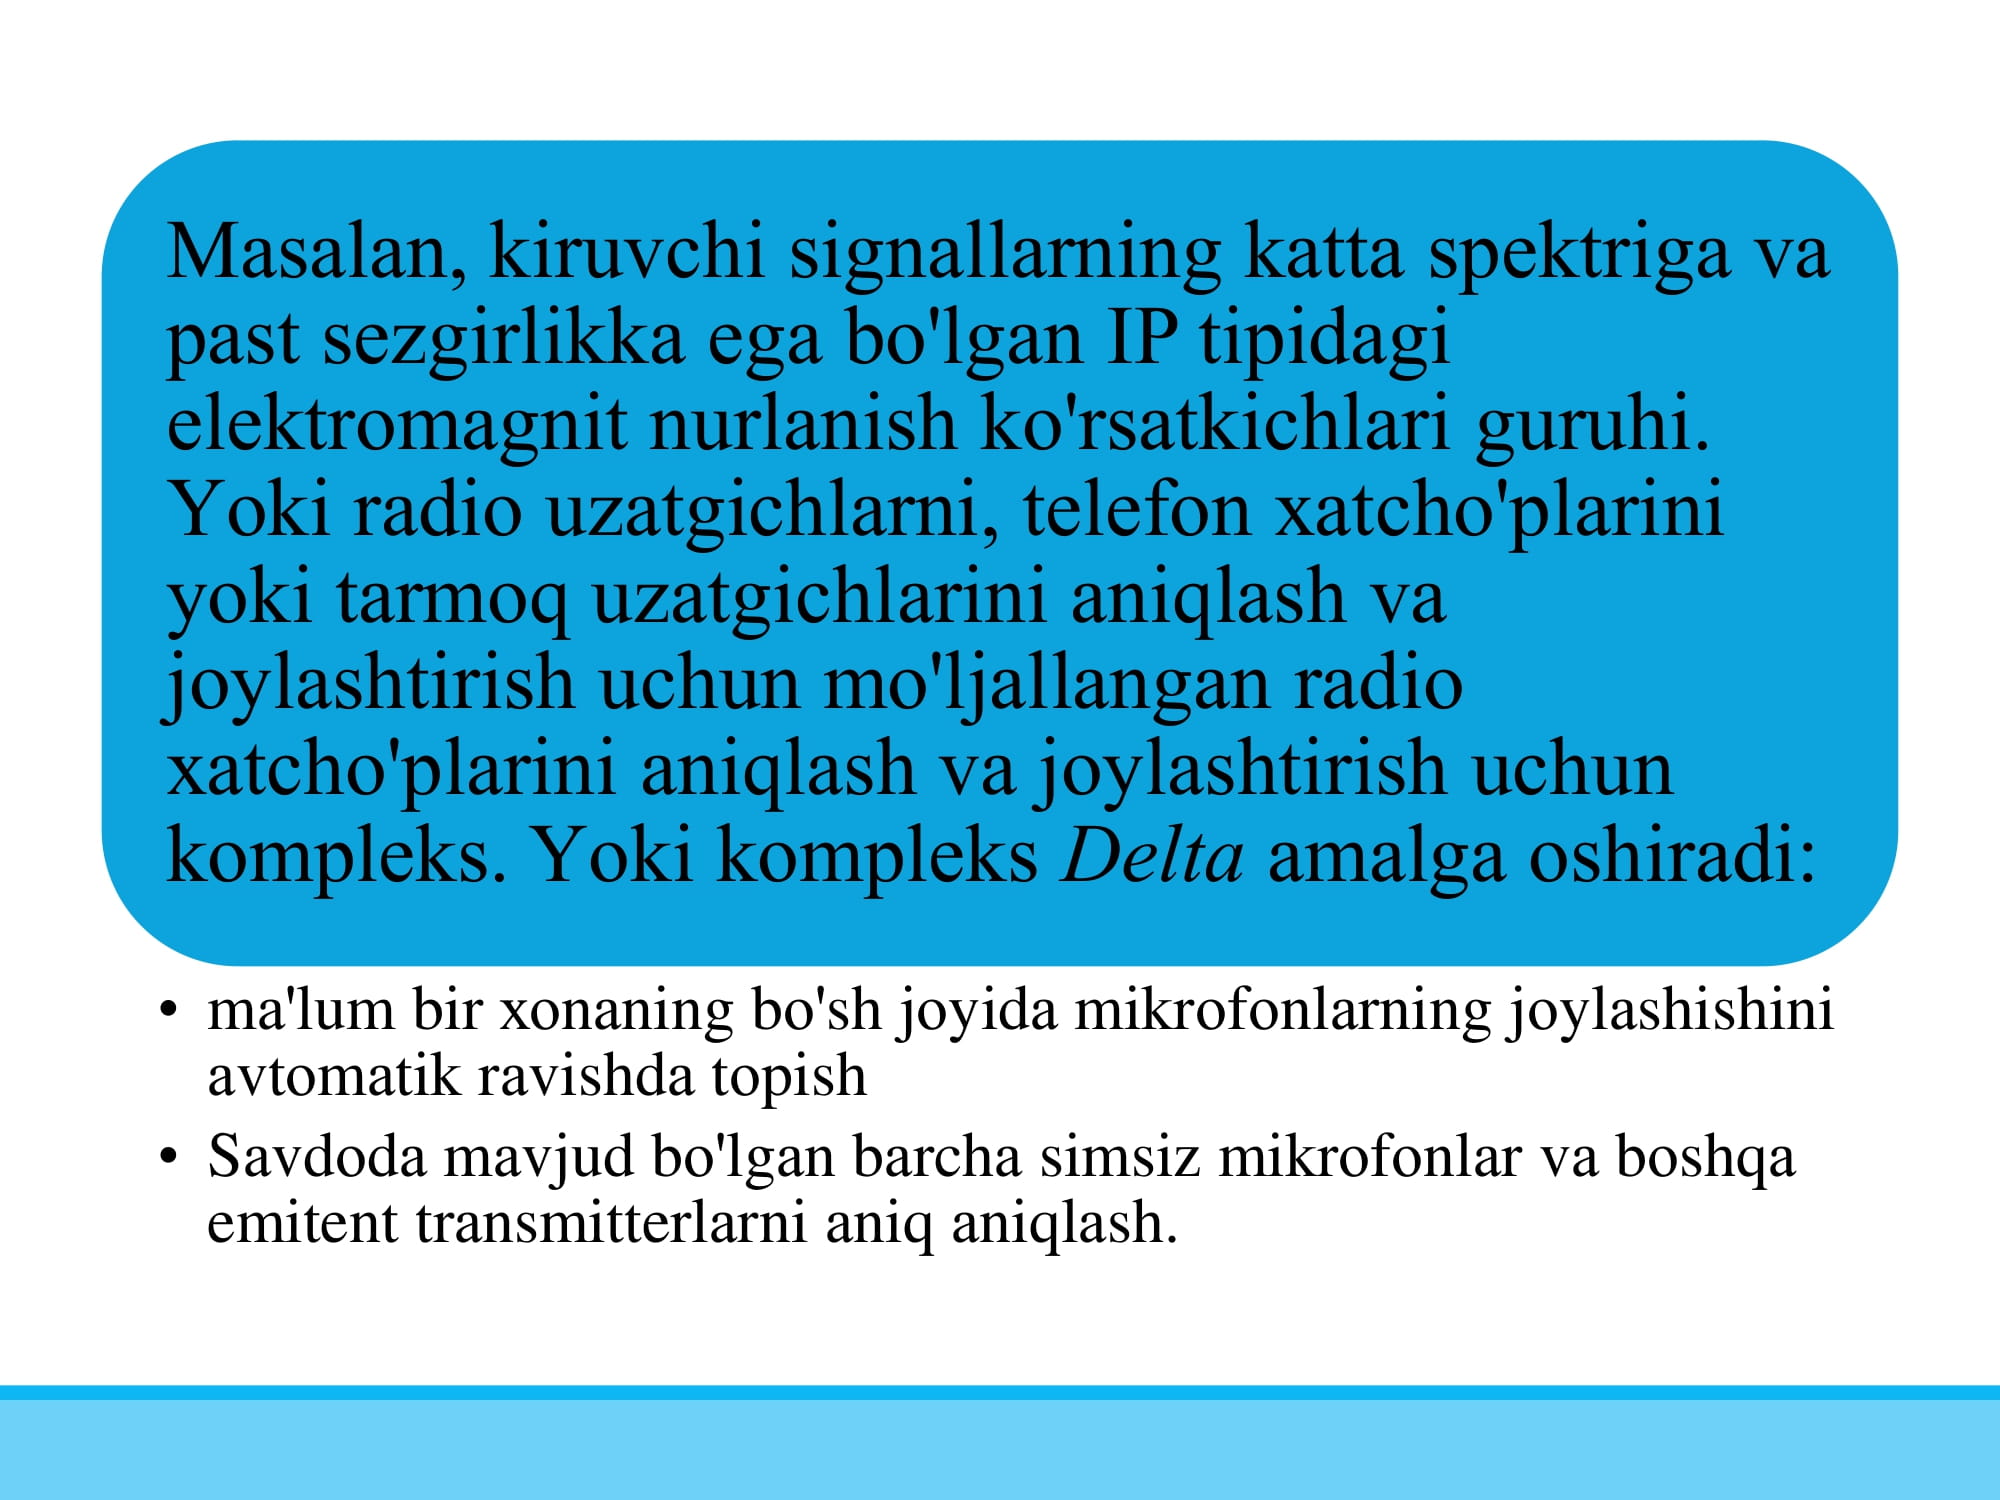 Masalan, kiruvchi signallarning katta spektriga va
past sezgirlikka ega bo'lgan IP tipidagi
elektromagnit nurlanish ko'rsatkichlari guruhi.
Yoki radio uzatgichlarni, telefon xatcho'plarini
yoki tarmoq uzatgichlarini aniqlash va
joylashtirish uchun mo'ljallangan radio
xatcho'plarini aniqlash va joylashtirish uchun
kompleks. Yoki kompleks Delta amalga oshiradi:
• ma'lum bir xonaning bo'sh joyida mikrofonlarning joylashishini
avtomatik ravishda topish
• Savdoda mavjud bo'lgan barcha simsiz mikrofonlar va boshqa
emitent transmitterlarni aniq aniqlash.